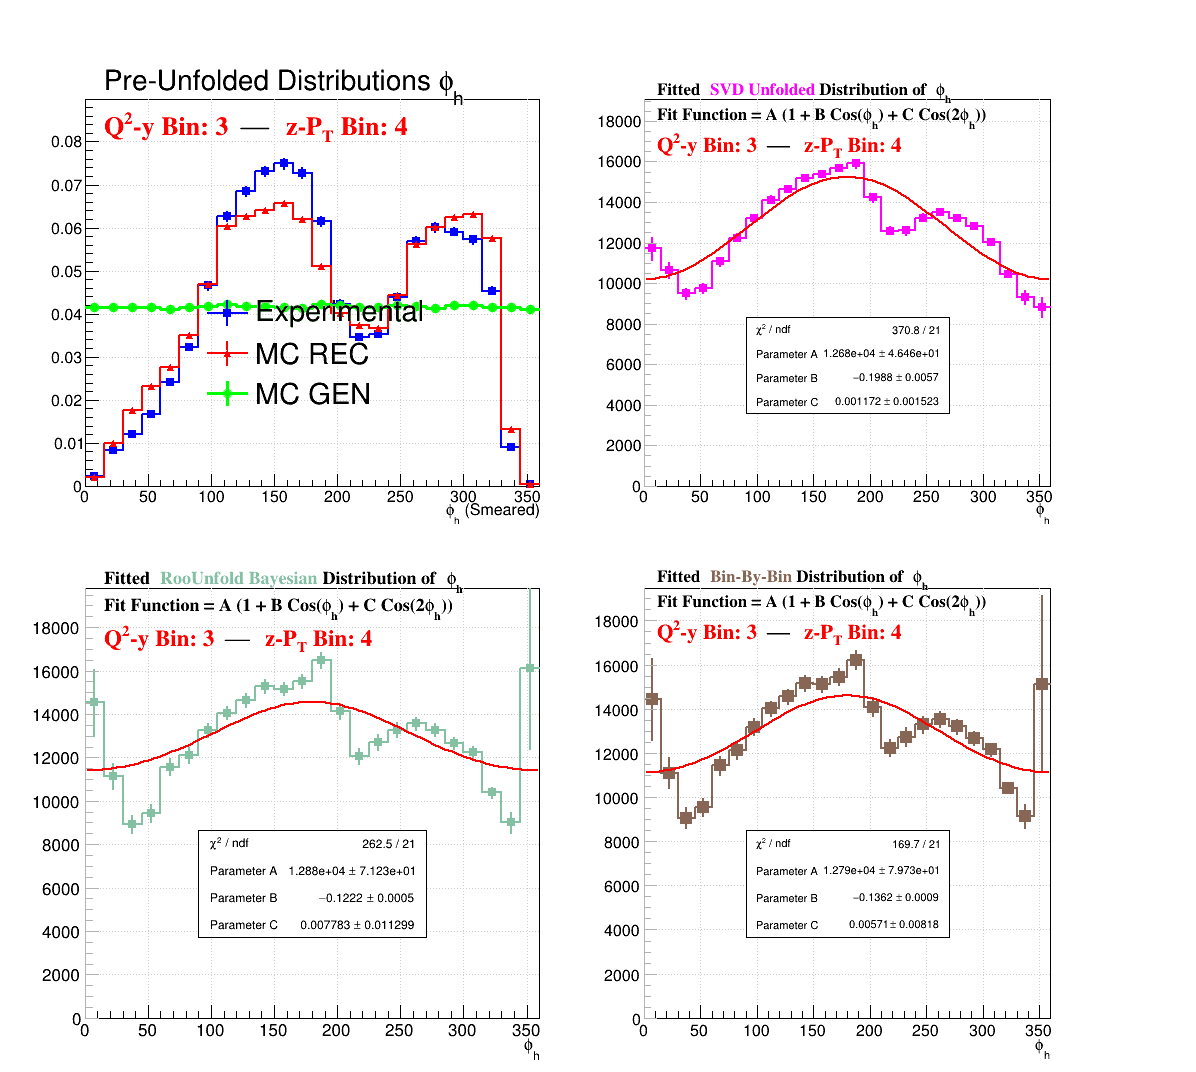 Pre-Unfolded Distributions ϕh
Q2-y Bin: 3 — z-PT Bin: 4
0.08
0.07
0.06
0.05
0.04
0.03
0.02
0.01
0
Experimental
MC REC
MC GEN
0 50 100 150 200 250 300 350
ϕh (Smeared)
Fitted SVD Unfolded Distribution of ϕh
Fit Function = A (1 + B Cos(ϕh) + C Cos(2ϕh))
Q2-y Bin: 3 — z-PT Bin: 4
18000
16000
14000
12000
10000
8000
6000
4000
2000
0
χ2 / ndf 370.8 / 21
Parameter A 1.268e+04 ± 4.646e+01
Parameter B −0.1988 ± 0.0057
Parameter C 0.001172 ± 0.001523
0 50 100 150 200 250 300 350
ϕh
Fitted RooUnfold Bayesian Distribution of ϕh
Fit Function = A (1 + B Cos(ϕh) + C Cos(2ϕh))
Q2-y Bin: 3 — z-PT Bin: 4
18000
16000
14000
12000
10000
8000
6000
4000
2000
0
χ2 / ndf 262.5 / 21
Parameter A 1.288e+04 ± 7.123e+01
Parameter B −0.1222 ± 0.0005
Parameter C 0.007783 ± 0.011299
0 50 100 150 200 250 300 350
ϕh
Fitted Bin-By-Bin Distribution of ϕh
Fit Function = A (1 + B Cos(ϕh) + C Cos(2ϕh))
Q2-y Bin: 3 — z-PT Bin: 4
18000
16000
14000
12000
10000
8000
6000
4000
2000
0
χ2 / ndf 169.7 / 21
Parameter A 1.279e+04 ± 7.973e+01
Parameter B −0.1362 ± 0.0009
Parameter C 0.00571 ± 0.00818
0 50 100 150 200 250 300 350
ϕh